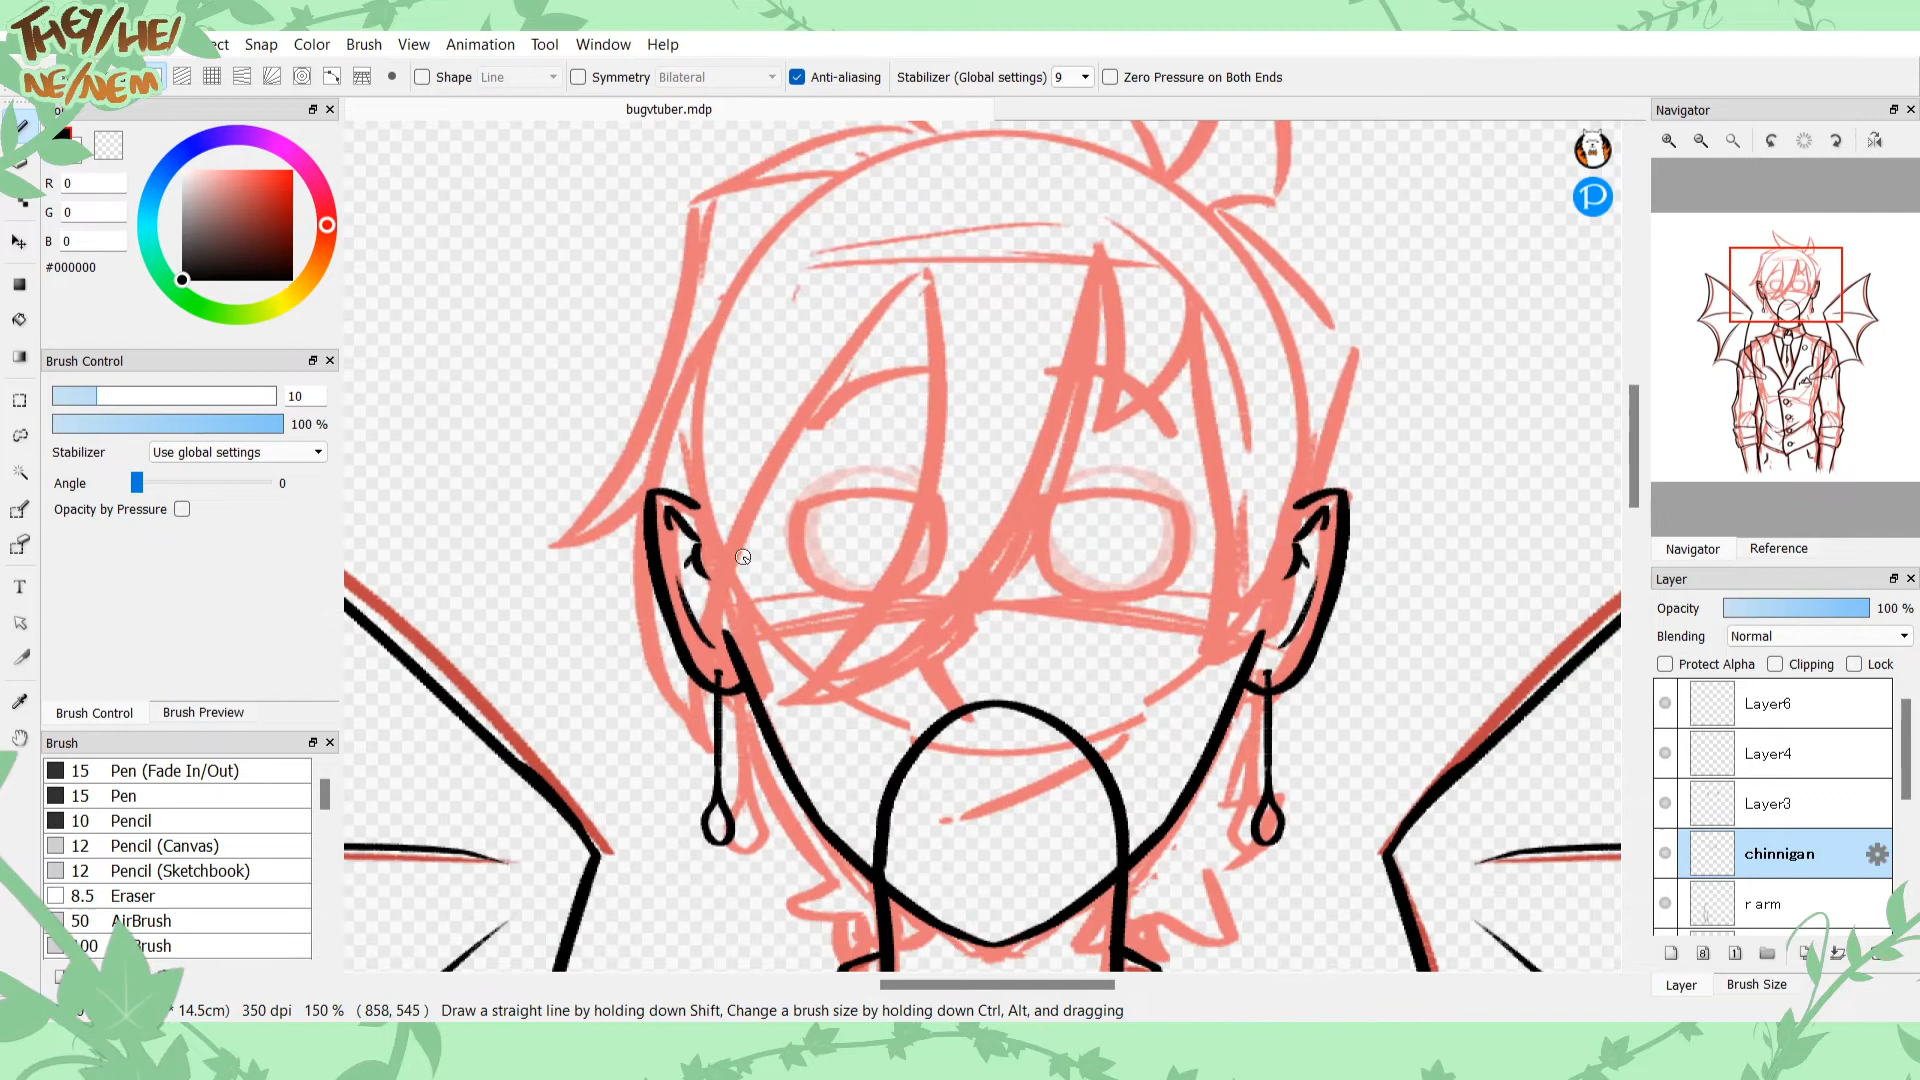 THEY/HE/
NE/NEM
ect Snap Color Brush View Animation Tool Window Help
Shape Line Symmetry Bilateral Anti-aliasing Stabilizer (Global settings) 9 Zero Pressure on Both Ends
bugvtuber.mdp
R 0
G 0
B 0
#000000
Brush Control
10
100 %
Stabilizer Use global settings
Angle 0
Opacity by Pressure
Brush Control Brush Preview
Brush
15 Pen (Fade In/Out)
15 Pen
10 Pencil
12 Pencil (Canvas)
12 Pencil (Sketchbook)
8.5 Eraser
50 AirBrush
100 Brush
Navigator
P
Navigator Reference
Layer
Opacity 100 %
Blending Normal
Protect Alpha Clipping Lock
Layer6
Layer4
Layer3
chinnigan
r arm
8 1
Layer Brush Size
* 14.5cm) 350 dpi 150 % ( 858, 545 ) Draw a straight line by holding down Shift, Change a brush size by holding down Ctrl, Alt, and dragging
T